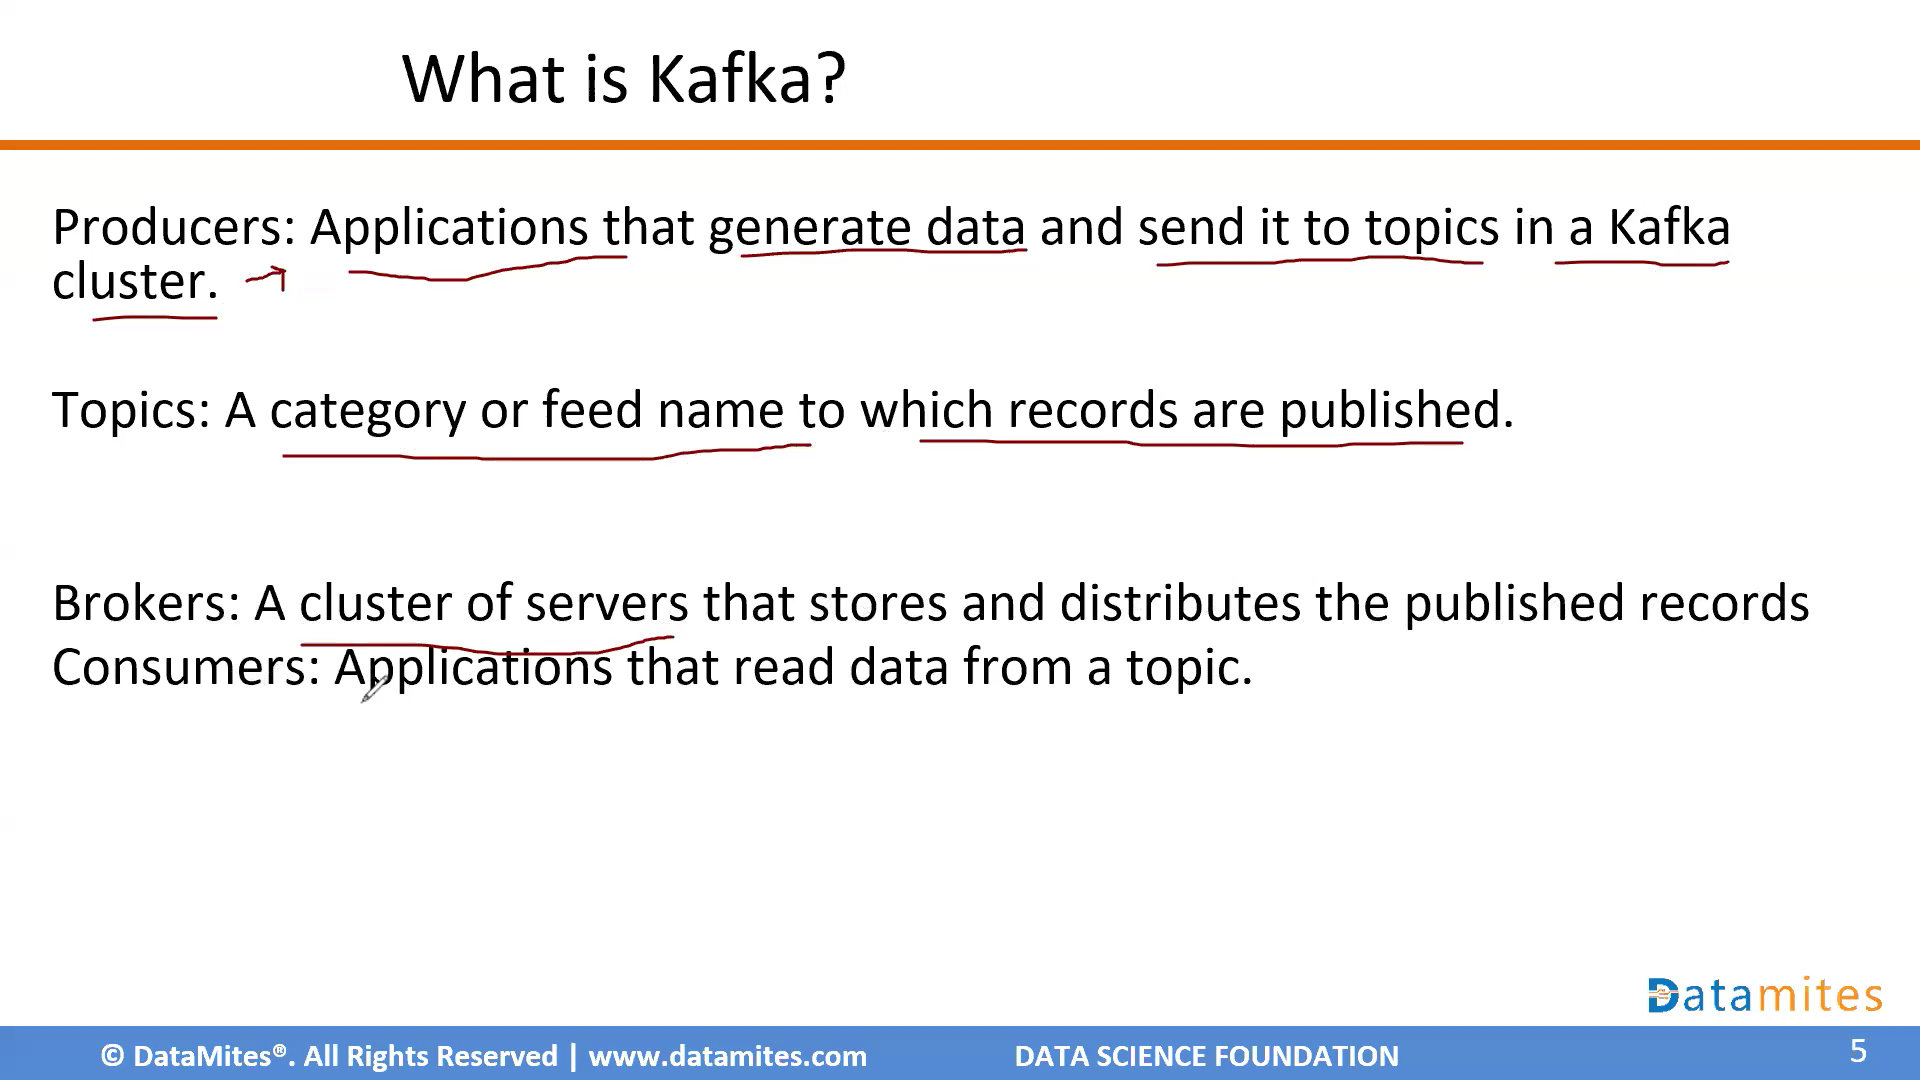 What is Kafka?
Producers: Applications that generate data and send it to topics in a Kafka
cluster.
Topics: A category or feed name to which records are published.
Brokers: A cluster of servers that stores and distributes the published records
Consumers: Applications that read data from a topic.
Datamites
© DataMites®. All Rights Reserved | www.datamites.com DATA SCIENCE FOUNDATION 5